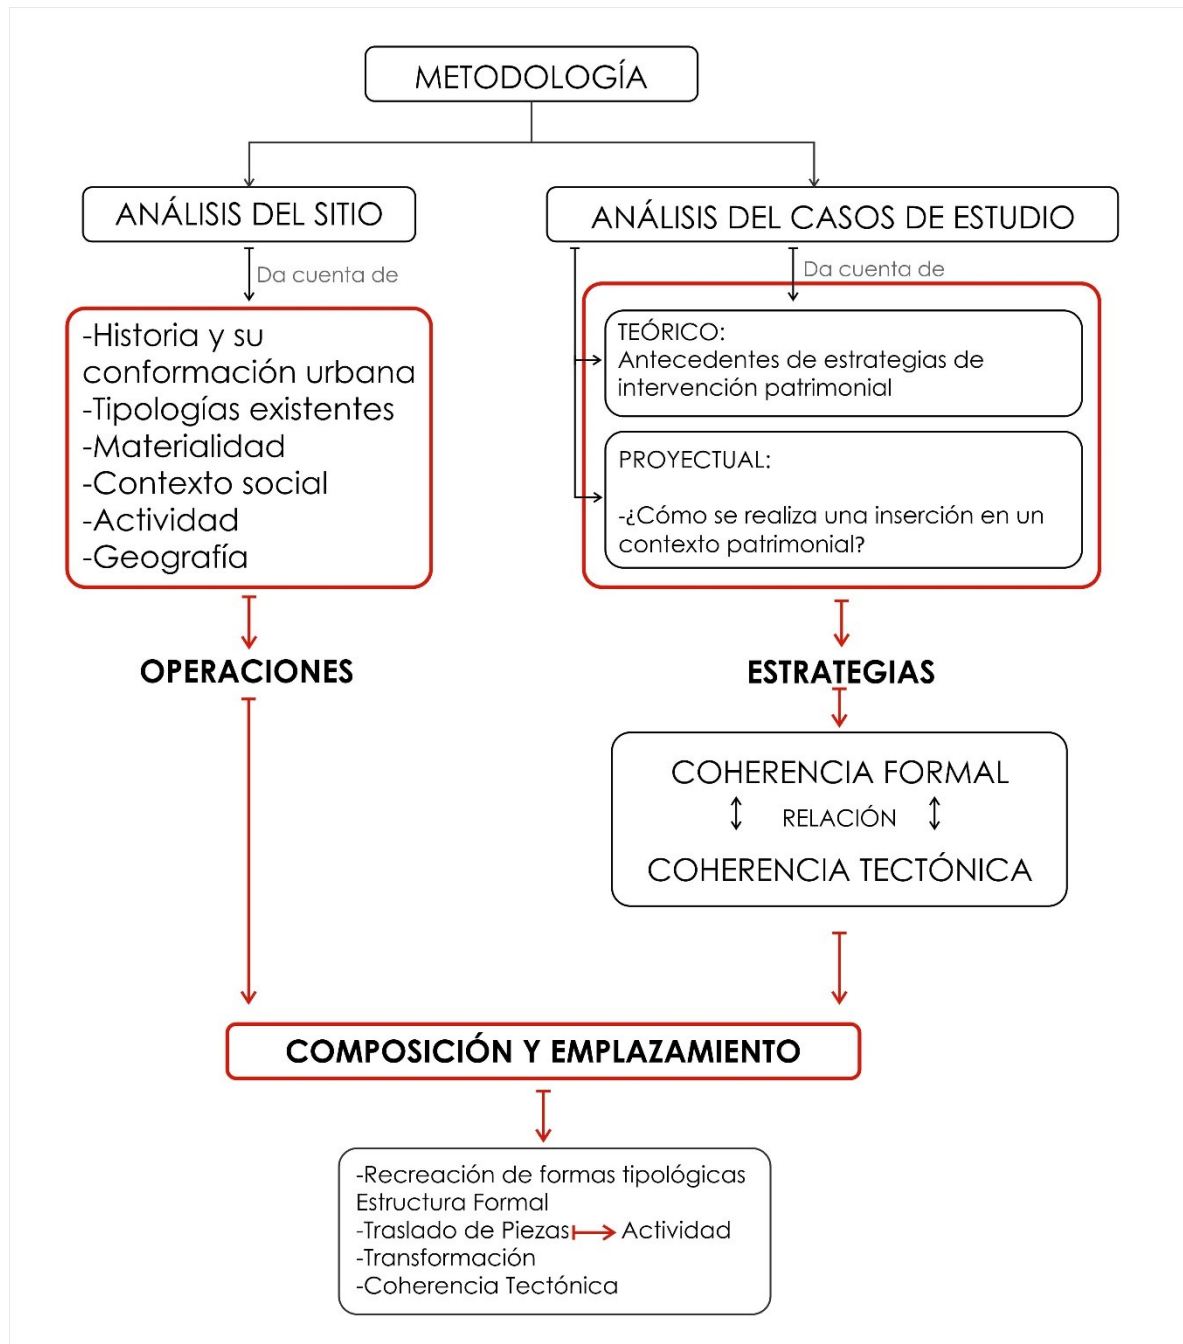 METODOLOGÍA
ANÁLISIS DEL SITIO
Da cuenta de
-Historia y su
conformación urbana
-Tipologías existentes
-Materialidad
-Contexto social
-Actividad
-Geografía
OPERACIONES
ANÁLISIS DEL CASOS DE ESTUDIO
Da cuenta de
TEÓRICO:
Antecedentes de estrategias de
intervención patrimonial
PROYECTUAL:
-¿Cómo se realiza una inserción en un
contexto patrimonial?
ESTRATEGIAS
COHERENCIA FORMAL
RELACIÓN
COHERENCIA TECTÓNICA
COMPOSICIÓN Y EMPLAZAMIENTO
-Recreación de formas tipológicas
Estructura Formal
-Traslado de Piezas Actividad
-Transformación
-Coherencia Tectónica